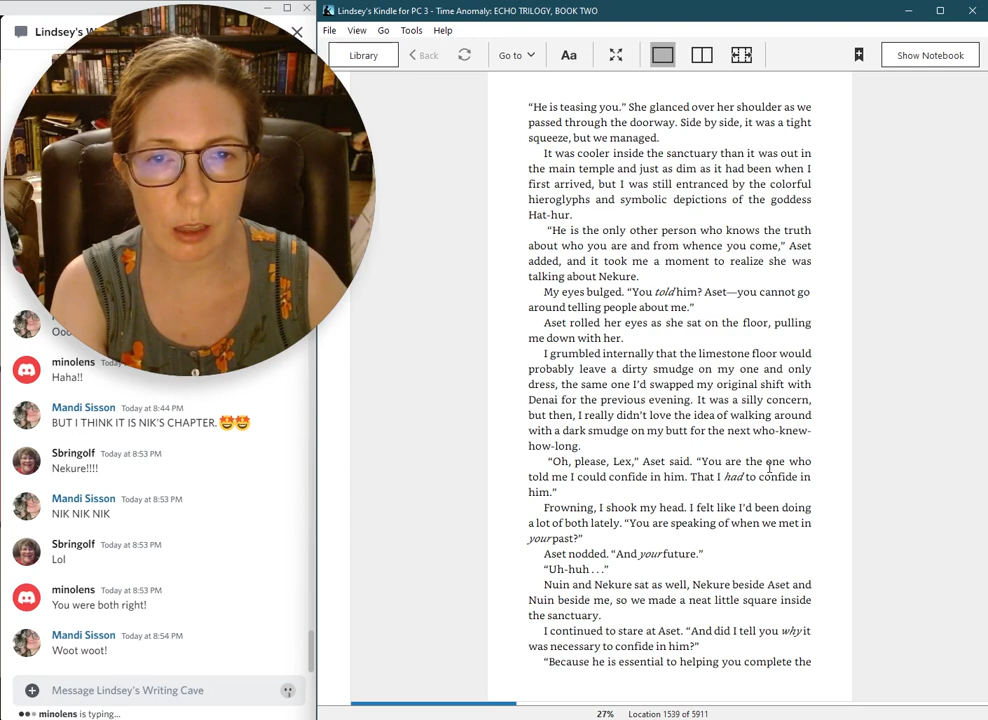 Lindsey's W
Today
Ooo
minolens Today
Haha!!
Mandi Sisson Today at 8:44 PM
BUT I THINK IT IS NIK'S CHAPTER.
Sbringolf Today at 8:53 PM
Nekure!!!!
Mandi Sisson Today at 8:53 PM
NIK NIK NIK
Sbringolf Today at 8:53 PM
Lol
minolens Today at 8:53 PM
You were both right!
Mandi Sisson Today at 8:54 PM
Woot woot!
Message Lindsey's Writing Cave
minolens is typing...
Lindsey's Kindle for PC 3 - Time Anomaly: ECHO TRILOGY, BOOK TWO
File View Go Tools Help
Library Back Go to Aa Show Notebook
“He is teasing you.” She glanced over her shoulder as we
passed through the doorway. Side by side, it was a tight
squeeze, but we managed.
It was cooler inside the sanctuary than it was out in
the main temple and just as dim as it had been when I
first arrived, but I was still entranced by the colorful
hieroglyphs and symbolic depictions of the goddess
Hat-hur.
“He is the only other person who knows the truth
about who you are and from whence you come,” Aset
added, and it took me a moment to realize she was
talking about Nekure.
My eyes bulged. “You told him? Aset—you cannot go
around telling people about me.”
Aset rolled her eyes as she sat on the floor, pulling
me down with her.
I grumbled internally that the limestone floor would
probably leave a dirty smudge on my one and only
dress, the same one I’d swapped my original shift with
Denai for the previous evening. It was a silly concern,
but then, I really didn’t love the idea of walking around
with a dark smudge on my butt for the next who-knew-
how-long.
“Oh, please, Lex,” Aset said. “You are the one who
told me I could confide in him. That I had to confide in
him.”
Frowning, I shook my head. I felt like I’d been doing
a lot of both lately. “You are speaking of when we met in
your past?”
Aset nodded. “And your future.”
“Uh-huh . . .”
Nuin and Nekure sat as well, Nekure beside Aset and
Nuin beside me, so we made a neat little square inside
the sanctuary.
I continued to stare at Aset. “And did I tell you why it
was necessary to confide in him?”
“Because he is essential to helping you complete the
27% Location 1539 of 5911